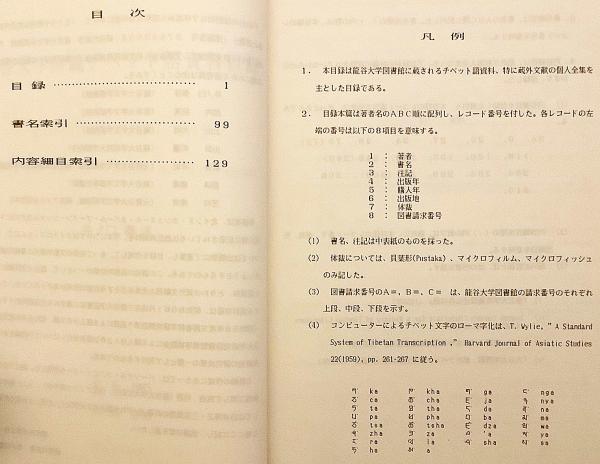 目 次
目 録 ………………………………… 1
書名索引 ……………………………… 99
内容細目索引 ………………………… 129
凡 例
1. 本目録は龍谷大学図書館に蔵されるチベット語資料、特に蔵外文献の個人全集を
主とした目録である。
2. 目録本篇は著者名のABC順に配列し、レコード番号を付した。各レコードの左
端の番号は以下の8項目を意味する。
1 : 著者
2 : 書名
3 : 注記
4 : 出版年
5 : 購入年
6 : 出版地
7 : 体裁
8 : 図書請求番号
(1) 書名、注記は中表紙のものを採った。
(2) 体裁については、貝葉形(Pustaka)、マイクロフィルム、マイクロフィッシュ
のみ記した。
(3) 図書請求番号のA=、B=、C= は、龍谷大学図書館の請求番号のそれぞれ
上段、中段、下段を示す。
(4) コンピューターによるチベット文字のローマ字化は、T. Wylie, " A Standard
System of Tibetan Transcription ," Harvard Journal of Asiatic Studies
22(1959), pp. 261-267 に従う。
ཀ ka ཁ kha ག ga ང nga
ཅ ca ཆ cha ཇ ja ཉ nya
ཏ ta ཐ tha ད da ན na
པ pa ཕ pha བ ba མ ma
ཙ tsa ཚ tsha ཛ dza ཝ wa
ཞ zha ཟ za འ 'a ཡ ya
ར ra ལ la ཤ sha ས sa
ཧ ha ཨ a